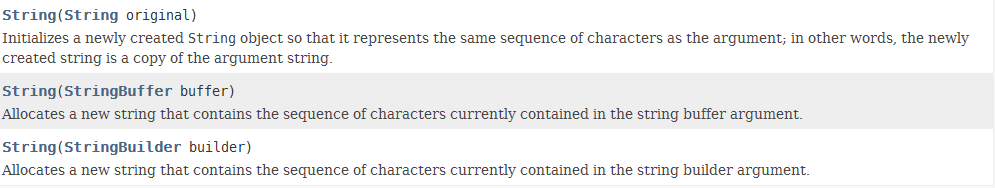 String(String original)
Initializes a newly created String object so that it represents the same sequence of characters as the argument; in other words, the newly
created string is a copy of the argument string.
String(StringBuffer buffer)
Allocates a new string that contains the sequence of characters currently contained in the string buffer argument.
String(StringBuilder builder)
Allocates a new string that contains the sequence of characters currently contained in the string builder argument.